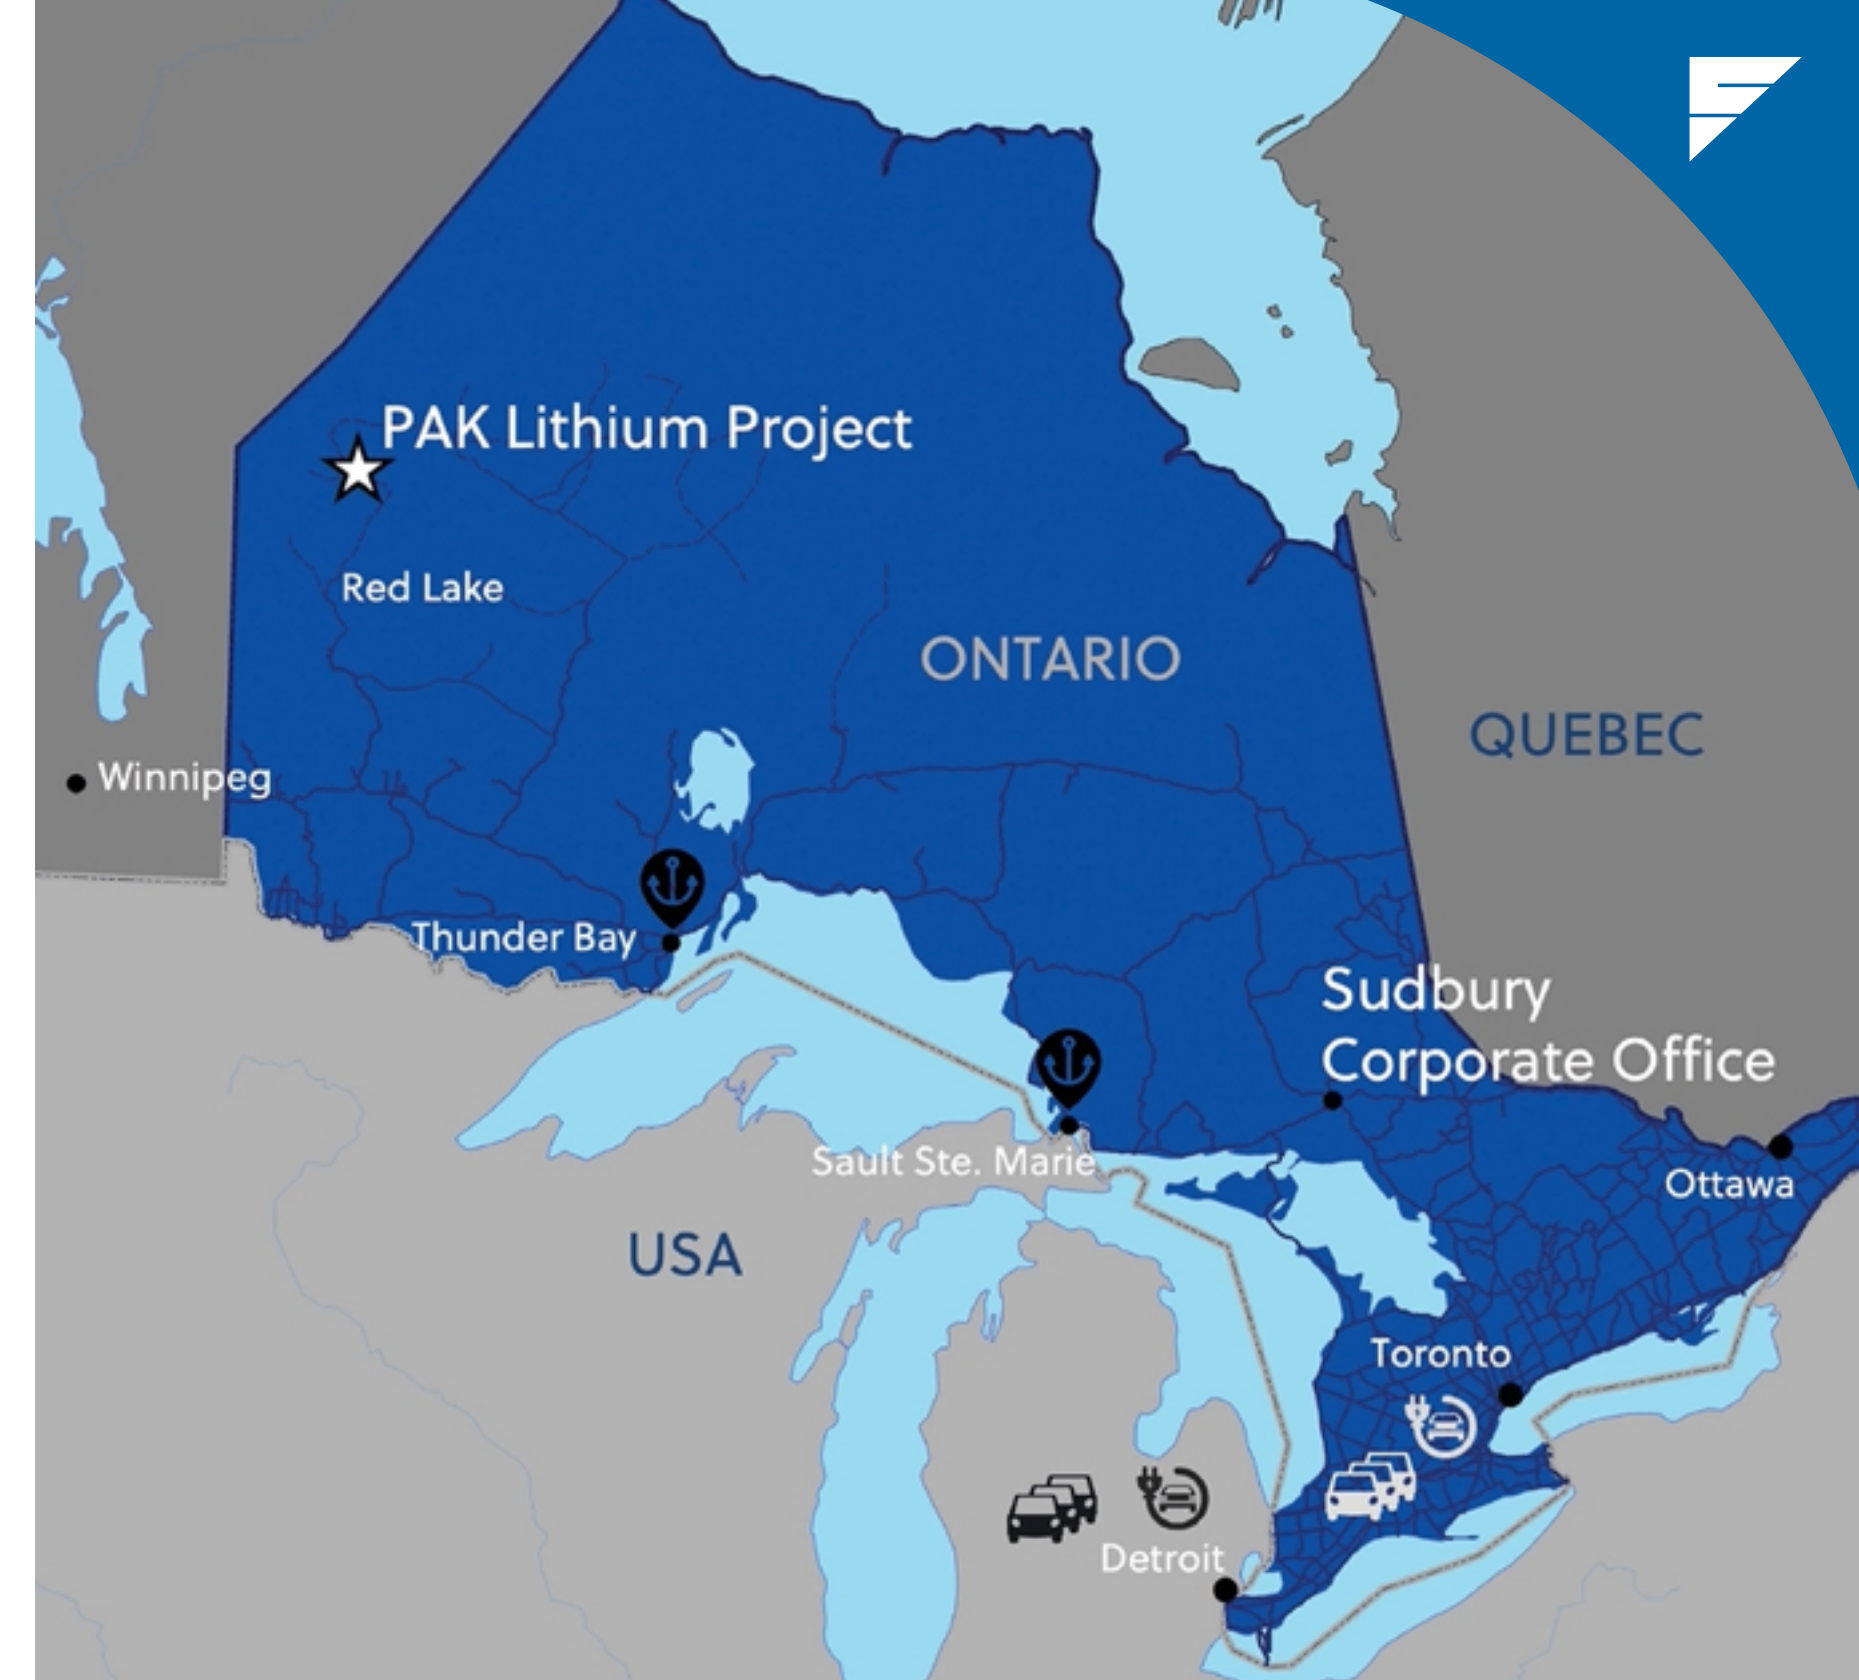 PAK Lithium Project
Red Lake
ONTARIO
QUEBEC
Winnipeg
Thunder Bay
Sudbury
Corporate Office
Sault Ste. Marie
Ottawa
USA
Toronto
Detroit